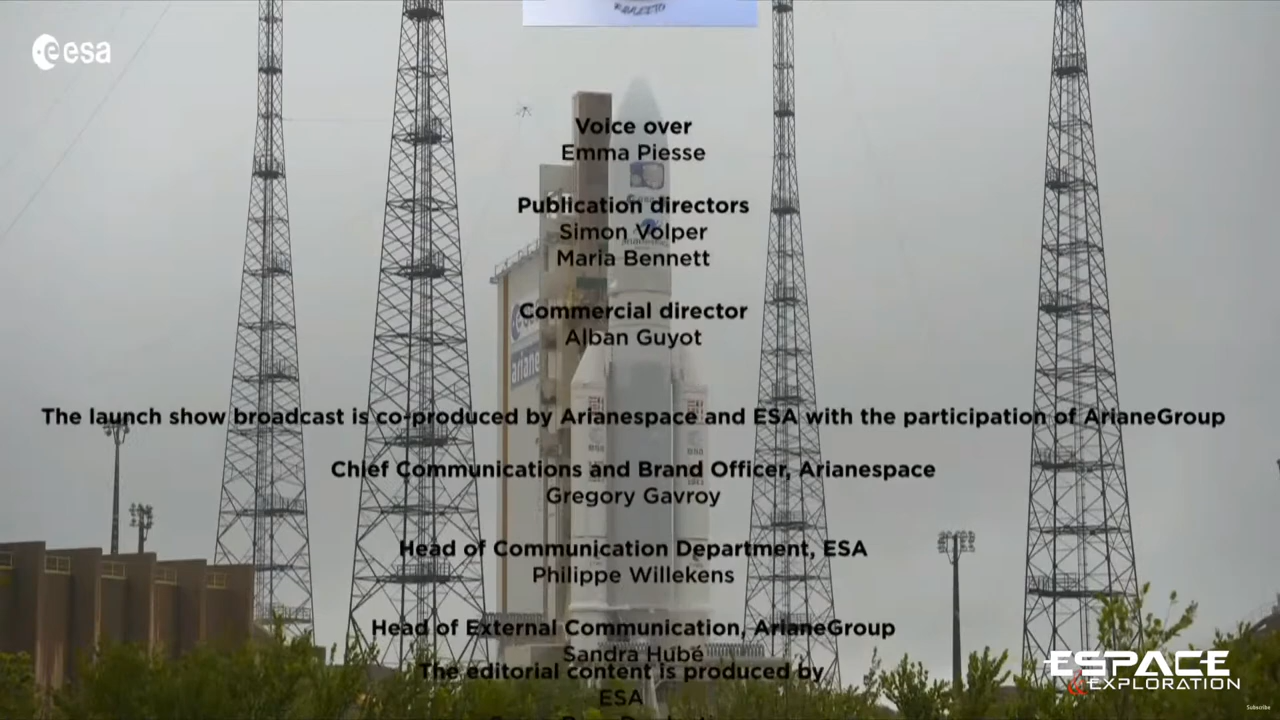 eesa
Voice over
Emma Piesse
Publication directors
Simon Volper
Maria Bennett
Commercial director
Alban Guyot
ariane
The launch show broadcast is co-produced by Arianespace and ESA with the participation of ArianeGroup
Chief Communications and Brand Officer, Arianespace
Gregory Gavroy
Head of Communication Department, ESA
Philippe Willekens
Head of External Communication, ArianeGroup
Sandra Hubé
The editorial content is produced by
ESA
ESPACE
& EXPLORATION
Subscribe